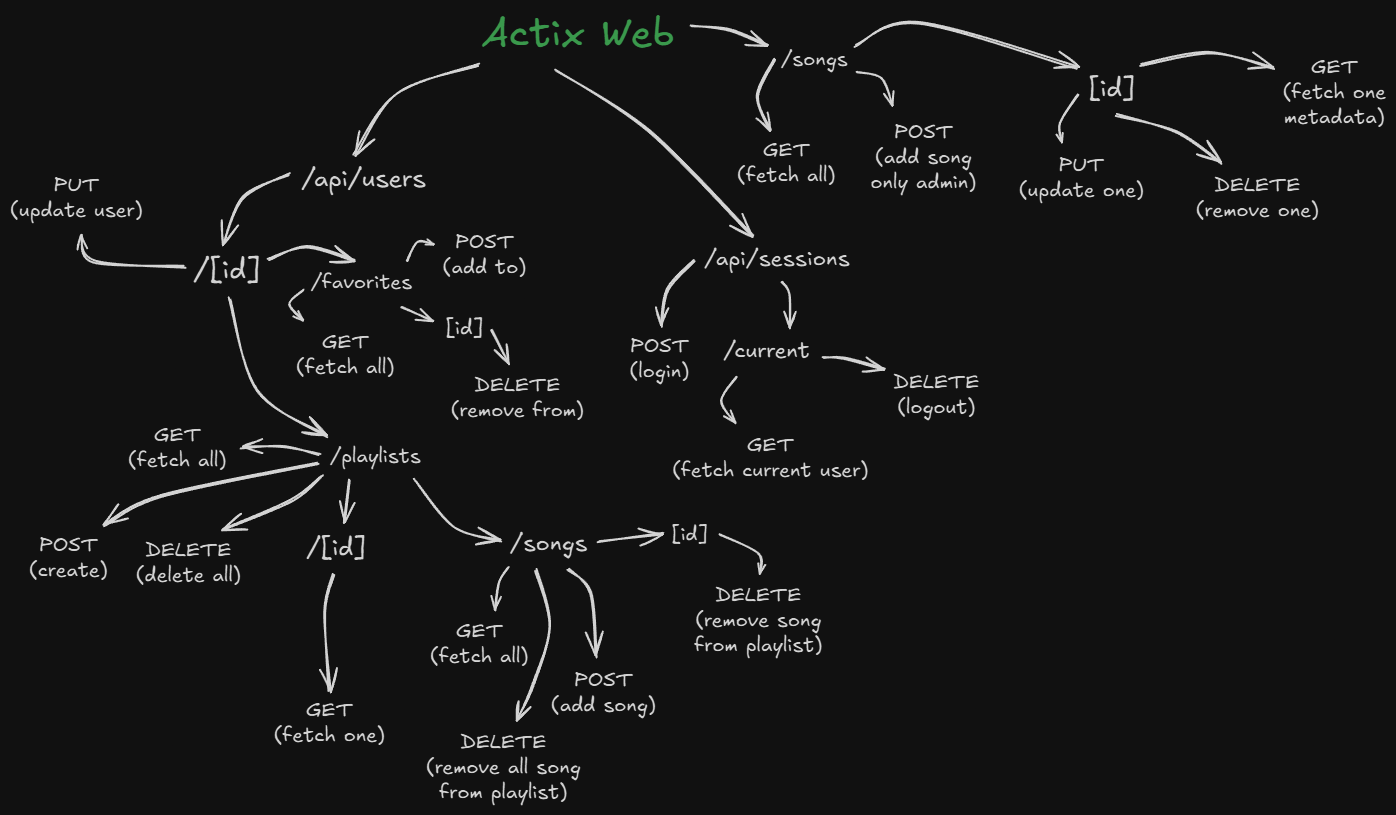 Actix Web
/songs
GET
(fetch all)
POST
(add song
only admin)
[id]
GET
(fetch one
metadata)
PUT
(update one)
DELETE
(remove one)
/api/users
PUT
(update user)
/[id]
/favorites
POST
(add to)
GET
(fetch all)
[id]
DELETE
(remove from)
/api/sessions
POST
(login)
/current
DELETE
(logout)
GET
(fetch current user)
/playlists
GET
(fetch all)
POST
(create)
DELETE
(delete all)
/[id]
GET
(fetch one)
/songs
[id]
DELETE
(remove song
from playlist)
GET
(fetch all)
POST
(add song)
DELETE
(remove all song
from playlist)